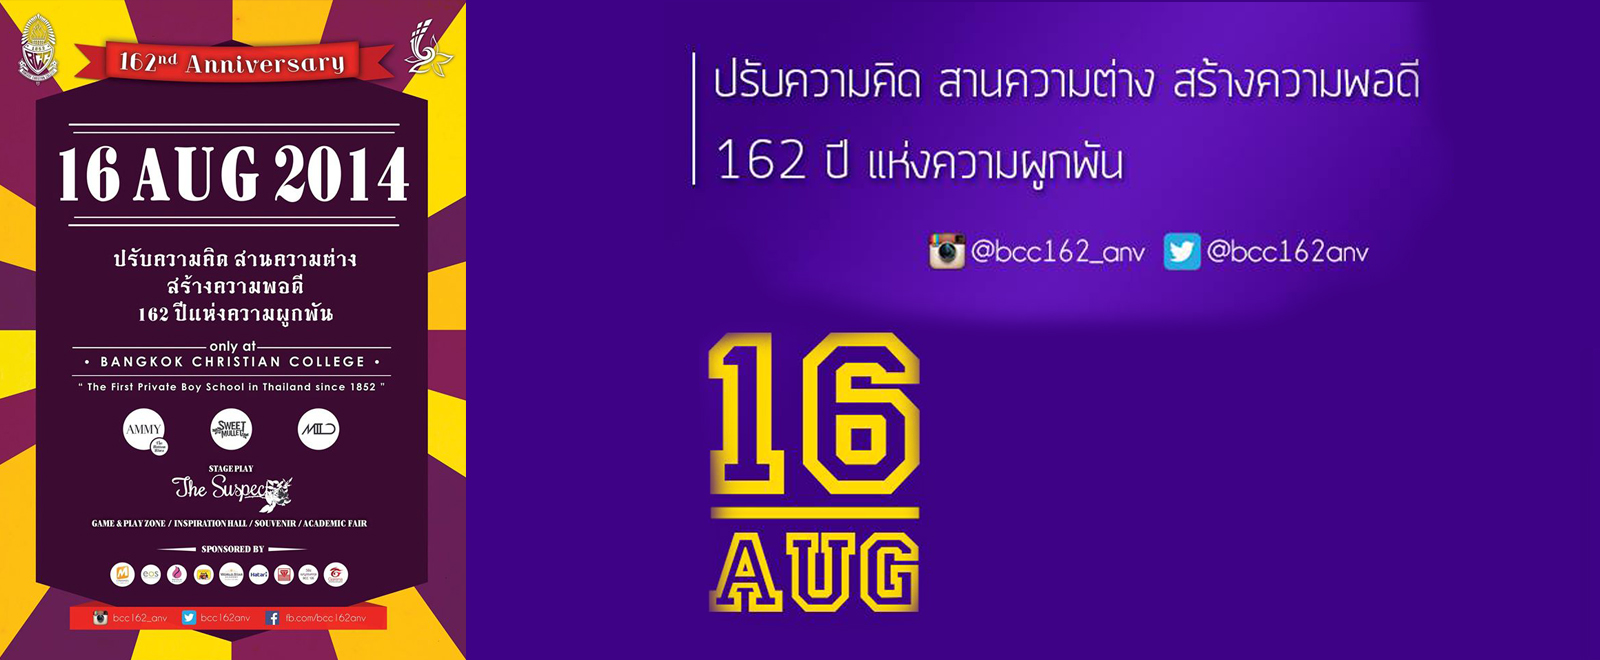 162nd Anniversary
16 AUG 2014
ปรับความคิด สานความต่าง
สร้างความพอดี
162 ปีแห่งความผูกพัน
only at
• BANGKOK CHRISTIAN COLLEGE •
“ The First Private Boy School in Thailand since 1852 ”
AMMY
SWEET MULLET
MILD
STAGE PLAY
The Suspect
GAME & PLAY ZONE / INSPIRATION HALL / SOUVENIR / ACADEMIC FAIR
SPONSORED BY
eos
Hatari
bcc162_anv bcc162anv fb.com/bcc162anv
ปรับความคิด สานความต่าง สร้างความพอดี
162 ปี แห่งความผูกพัน
@bcc162_anv @bcc162anv
16
AUG